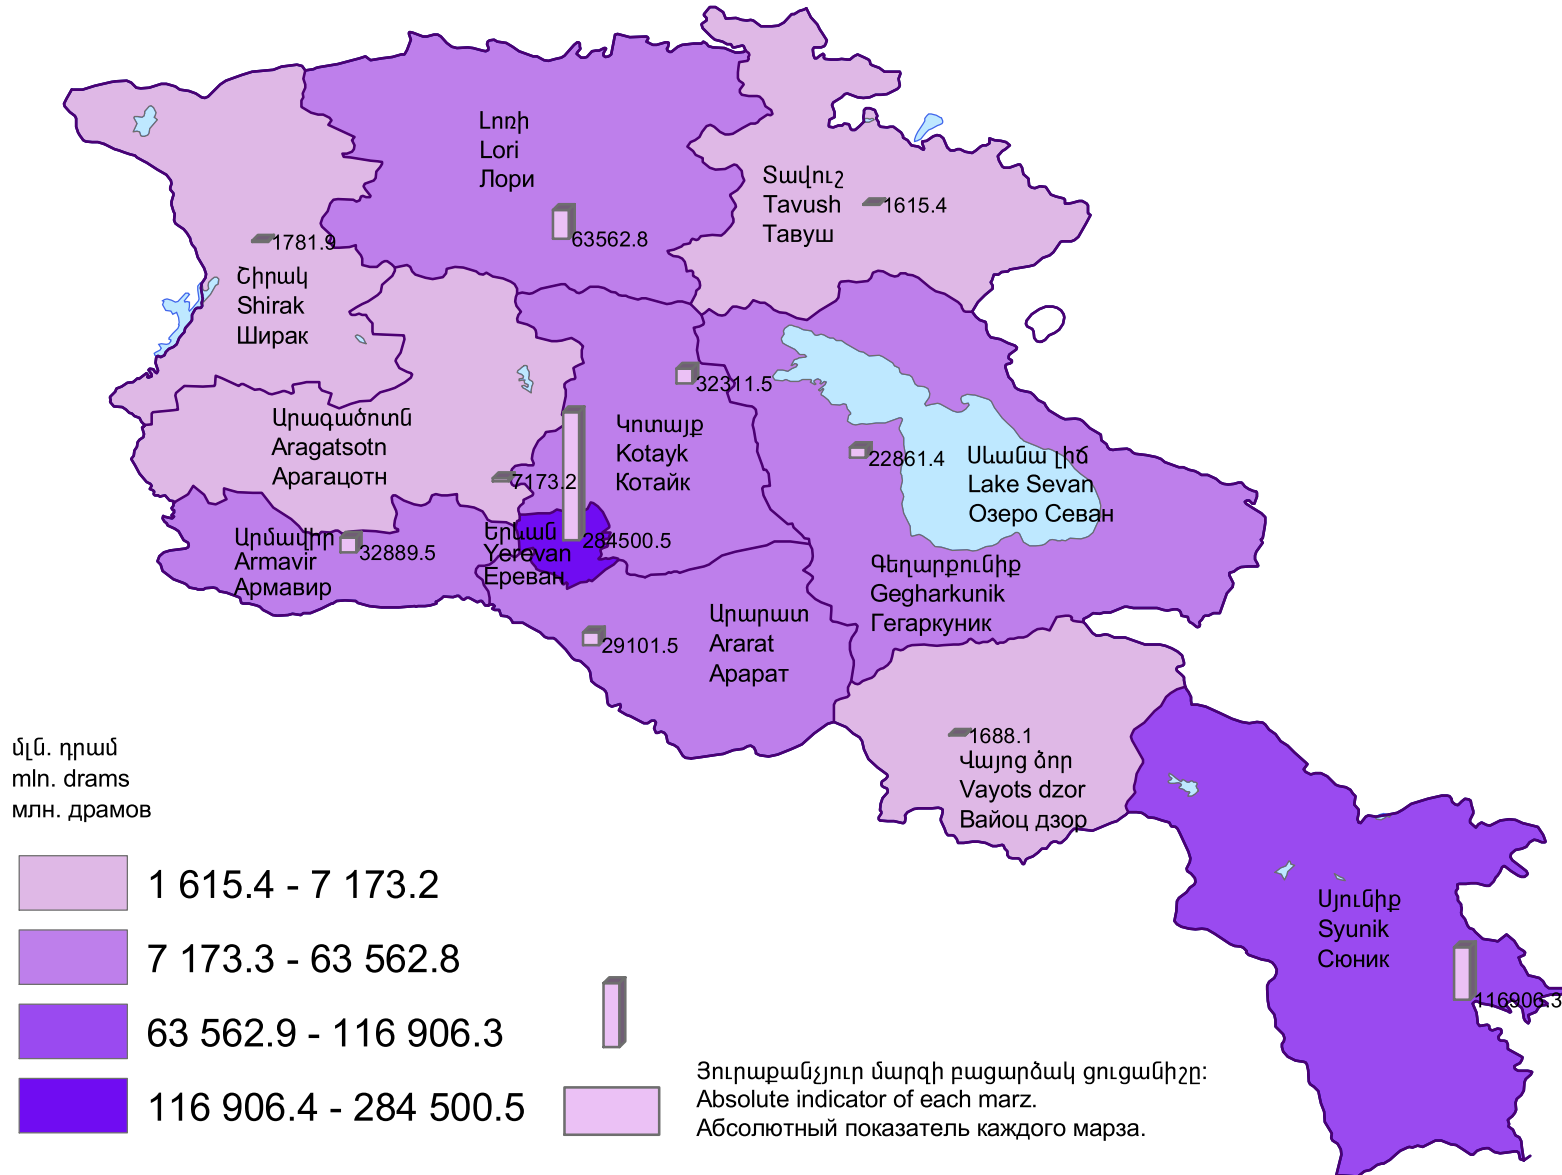 Լոռի
Lori
Лори
63562.8
Տավուշ
Tavush
Тавуш
1615.4
1781.9
Շիրակ
Shirak
Ширак
32311.5
Արագածոտն
Aragatsotn
Арагацотн
7173.2
Կոտայք
Kotayk
Котайк
22861.4
Սևանա լիճ
Lake Sevan
Озеро Севан
Արմավիր
Armavir
Армавир
32889.5
Երևան
Yerevan
Ереван
284500.5
Գեղարքունիք
Gegharkunik
Гегаркуник
29101.5
Արարատ
Ararat
Арарат
1688.1
Վայոց ձոր
Vayots dzor
Вайоц дзор
Սյունիք
Syunik
Сюник
116906.3
մլն. դրամ
mln. drams
млн. драмов
1 615.4 - 7 173.2
7 173.3 - 63 562.8
63 562.9 - 116 906.3
116 906.4 - 284 500.5
Յուրաքանչյուր մարզի բացարձակ ցուցանիշը:
Absolute indicator of each marz.
Абсолютный показатель каждого марза.